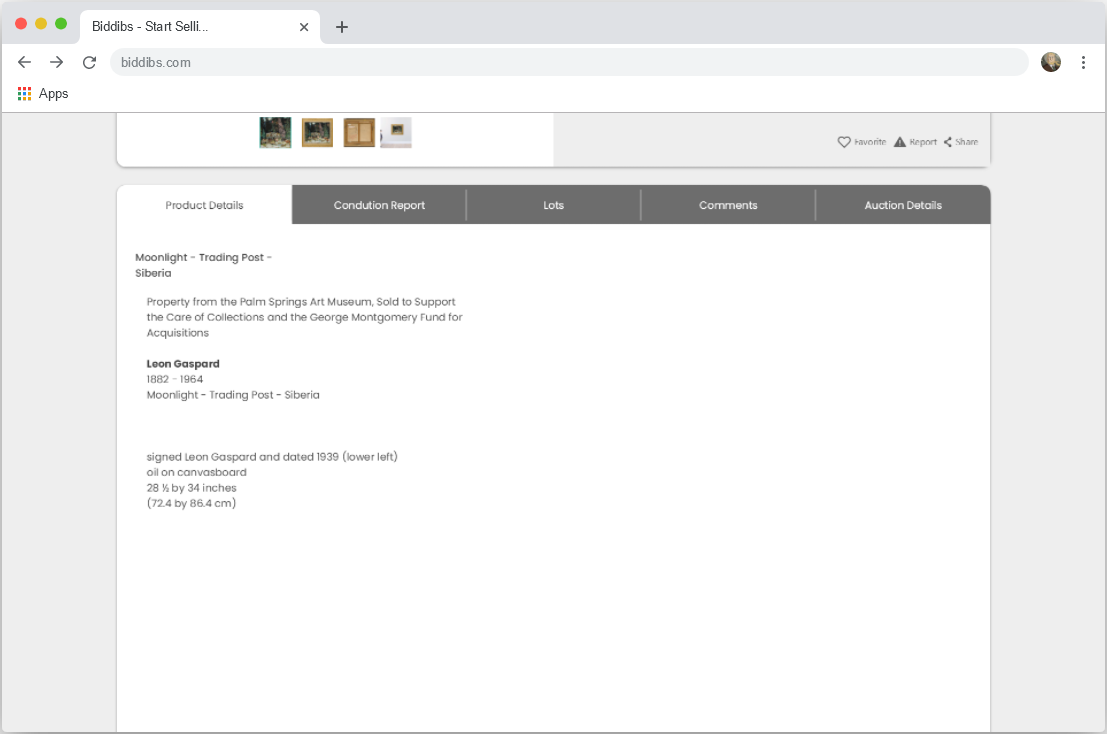 Biddibs - Start Selli...
biddibs.com
Apps
Favorite Report Share
Product Details Condution Report Lots Comments Auction Details
Moonlight - Trading Post -
Siberia
Property from the Palm Springs Art Museum, Sold to Support
the Care of Collections and the George Montgomery Fund for
Acquisitions
Leon Gaspard
1882 - 1964
Moonlight - Trading Post - Siberia
signed Leon Gaspard and dated 1939 (lower left)
oil on canvasboard
28 ½ by 34 inches
(72.4 by 86.4 cm)